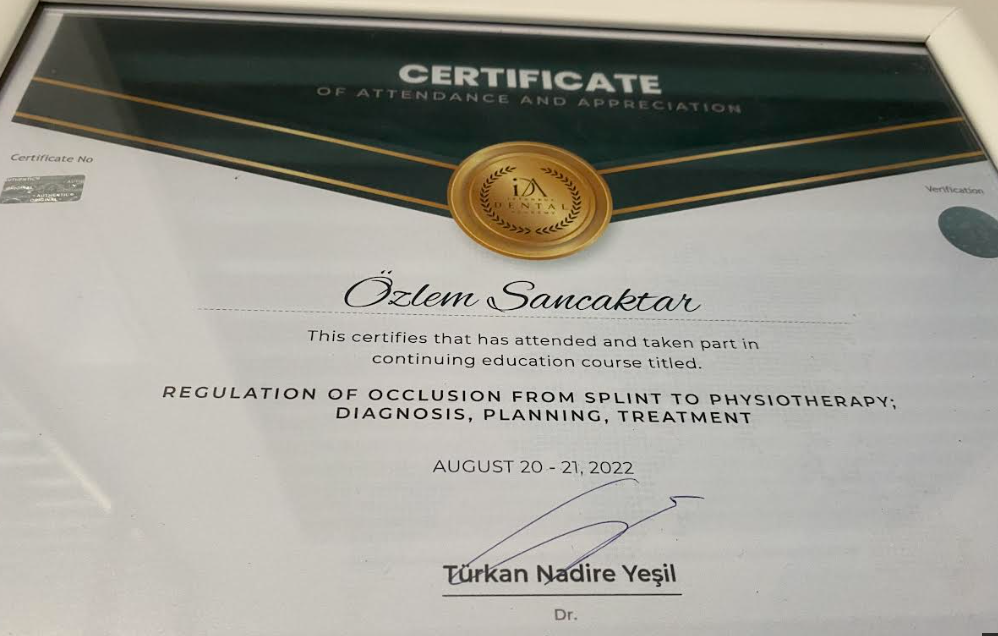 CERTIFICATE
OF ATTENDANCE AND APPRECIATION
Certificate No
Verification
iDA
DENTAL
Özlem Sancaktar
This certifies that has attended and taken part in
continuing education course titled.
REGULATION OF OCCLUSION FROM SPLINT TO PHYSIOTHERAPY;
DIAGNOSIS, PLANNING, TREATMENT
AUGUST 20 - 21, 2022
Türkan Nadire Yeşil
Dr.